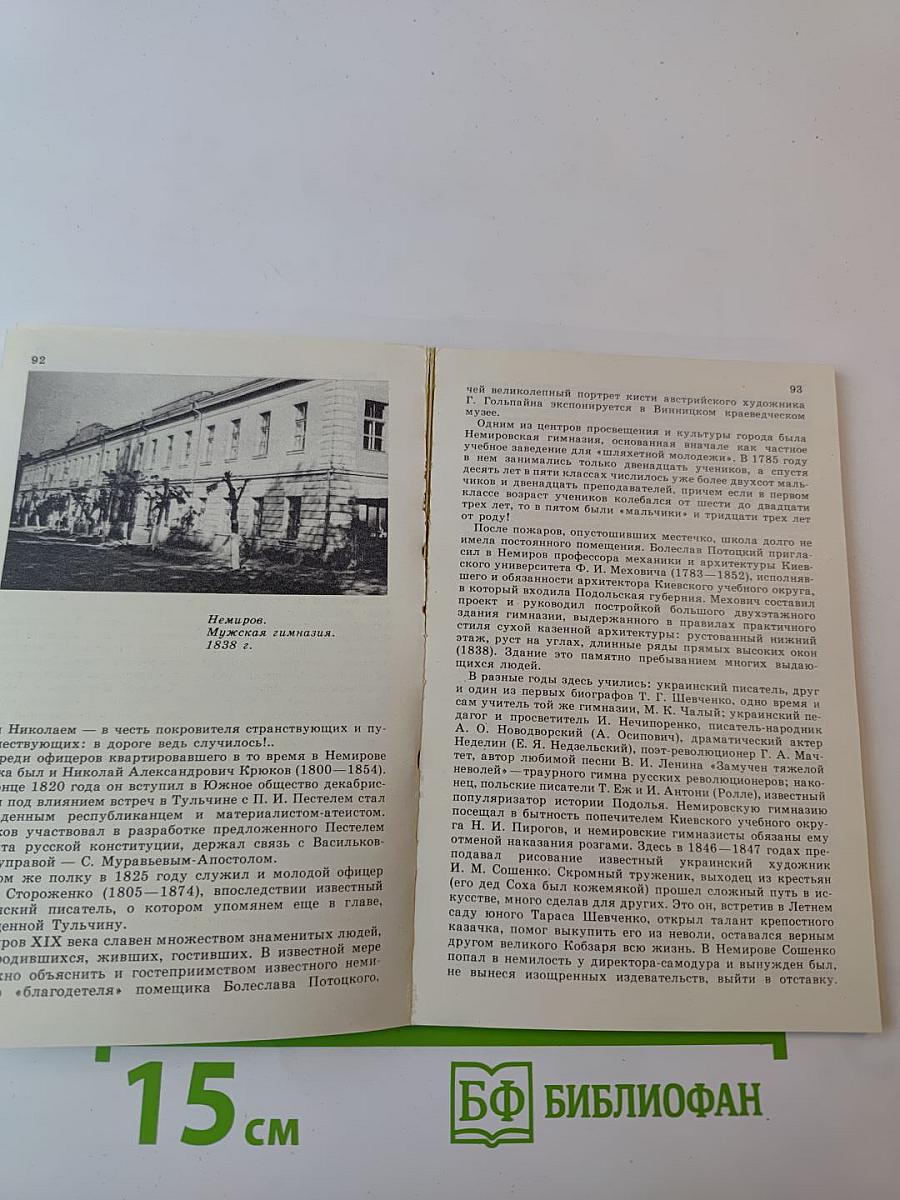 92
Немиров.
Мужская гимназия.
1838 г.
Николаем — в честь покровителя странствующих и пу-
шествующих: в дороге ведь случилось!..
реди офицеров квартировавшего в то время в Немирове
ка был и Николай Александрович Крюков (1800—1854).
онце 1820 года он вступил в Южное общество декабрис-
и под влиянием встреч в Тульчине с П. И. Пестелем стал
жденным республиканцем и материалистом-атеистом.
ков участвовал в разработке предложенного Пестелем
кта русской конституции, держал связь с Васильков-
управой — С. Муравьевым-Апостолом.
ом же полку в 1825 году служил и молодой офицер
Стороженко (1805—1874), впоследствии известный
нский писатель, о котором упомянем еще в главе,
щенной Тульчину.
ров XIX века славен множеством знаменитых людей,
родившихся, живших, гостивших. В известной мере
жно объяснить и гостеприимством известного неми-
о «благодетеля» помещика Болеслава Потоцкого,
93
чей великолепный портрет кисти австрийского художника
Г. Гольпайна экспонируется в Винницком краеведческом
музее.
Одним из центров просвещения и культуры города была
Немировская гимназия, основанная вначале как частное
учебное заведение для «шляхетной молодежи». В 1785 году
в нем занимались только двенадцать учеников, а спустя
десять лет в пяти классах числилось уже более двухсот маль-
чиков и двенадцать преподавателей, причем если в первом
классе возраст учеников колебался от шести до двадцати
трех лет, то в пятом были «мальчики» и тридцати трех лет
от роду!
После пожаров, опустошивших местечко, школа долго не
имела постоянного помещения. Болеслав Потоцкий пригла-
сил в Немиров профессора механики и архитектуры Киев-
ского университета Ф. И. Меховича (1783—1852), исполняв-
шего и обязанности архитектора Киевского учебного округа,
в который входила Подольская губерния. Мехович составил
проект и руководил постройкой большого двухэтажного
здания гимназии, выдержанного в правилах практичного
стиля сухой казенной архитектуры: рустованный нижний
этаж, руст на углах, длинные ряды прямых высоких окон
(1838). Здание это памятно пребыванием многих выдаю-
щихся людей.
В разные годы здесь учились: украинский писатель, друг
и один из первых биографов Т. Г. Шевченко, одно время и
сам учитель той же гимназии, М. К. Чалый; украинский пе-
дагог и просветитель И. Нечипоренко, писатель-народник
А. О. Новодворский (А. Осипович), драматический актер
Неделин (Е. Я. Недзельский), поэт-революционер Г. А. Мач-
тет, автор любимой песни В. И. Ленина «Замучен тяжелой
неволей» — траурного гимна русских революционеров; нако-
нец, польские писатели Т. Еж и И. Антони (Ролле), известный
популяризатор истории Подолья. Немировскую гимназию
посещал в бытность попечителем Киевского учебного окру-
га Н. И. Пирогов, и немировские гимназисты обязаны ему
отменой наказания розгами. Здесь в 1846—1847 годах пре-
подавал рисование известный украинский художник
И. М. Сошенко. Скромный труженик, выходец из крестьян
(его дед Соха был кожемякой) прошел сложный путь в ис-
кусстве, много сделав для других. Это он, встретив в Летнем
саду юного Тараса Шевченко, открыл талант крепостного
казачка, помог выкупить его из неволи, оставался верным
другом великого Кобзаря всю жизнь. В Немирове Сошенко
попал в немилость у директора-самодура и вынужден был,
не вынеся изощренных издевательств, выйти в отставку.
15 см
БФ БИБЛИОФАН